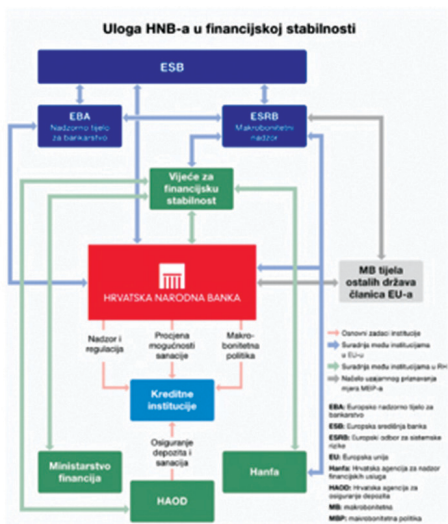 Uloga HNB-a u financijskoj stabilnosti
ESB
EBA
Nadzorno tijelo
za bankarstvo
ESRB
Makrobonitetni
nadzor
Vijeće za
financijsku
stabilnost
HRVATSKA NARODNA BANKA
MB tijela
ostalih država
članica EU-a
Nadzor i
regulacija
Procjena
mogućnosti
sanacije
Makro-
bonitetna
politika
Kreditne
institucije
Osiguranje
depozita i
sanacija
Ministarstvo
financija
HAOD
Hanfa
Osnovni zadaci institucije
Suradnja među institucijama
u EU-u
Suradnja među institucijama u RH
Načelo uzajamnog priznavanja
mjera MBP-a
EBA: Europsko nadzorno tijelo za
bankarstvo
ESB: Europska središnja banka
ESRB: Europski odbor za sistemske
rizike
EU: Europska unija
Hanfa: Hrvatska agencija za nadzor
financijskih usluga
HAOD: Hrvatska agencija za
osiguranje depozita
MB: makrobonitetno
MBP: makrobonitetna politika